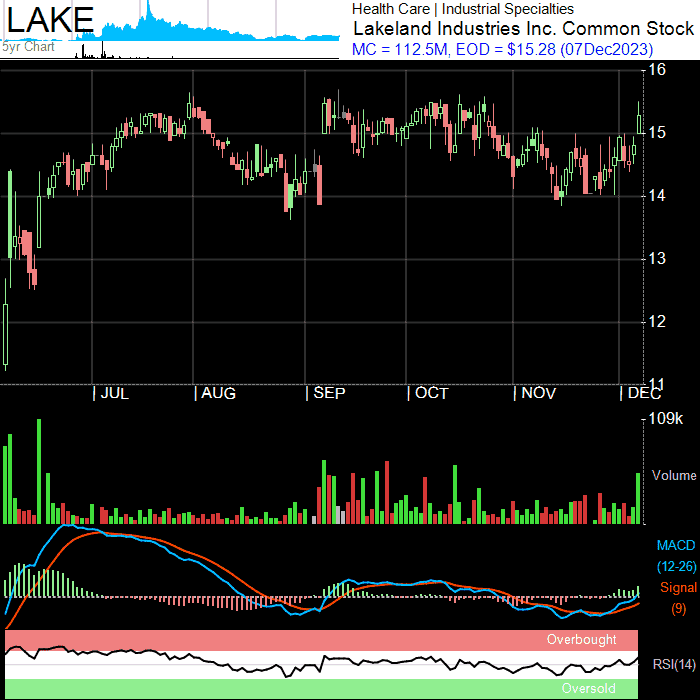 LAKE
5yr Chart
Health Care | Industrial Specialties
Lakeland Industries Inc. Common Stock
MC = 112.5M, EOD = $15.28 (07Dec2023)
16
15
14
13
12
11
| JUL | AUG | SEP | OCT | NOV | DEC
109k
Volume
MACD
(12-26)
Signal
(9)
Overbought
RSI(14)
Oversold